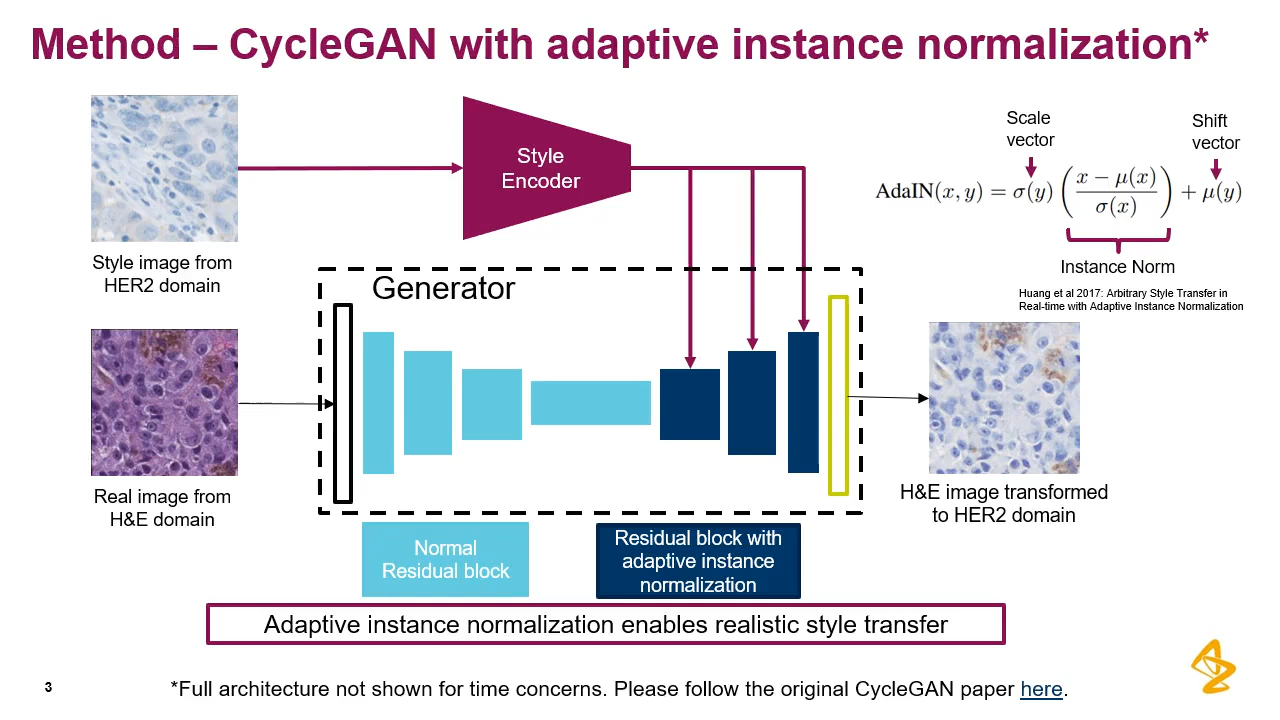 Method – CycleGAN with adaptive instance normalization*
Style
Encoder
Scale
vector
Shift
vector
AdaIN(x, y) = σ(y) ( x − μ(x) / σ(x) ) + μ(y)
Instance Norm
Huang et al 2017: Arbitrary Style Transfer in
Real-time with Adaptive Instance Normalization
Style image from
HER2 domain
Generator
Real image from
H&E domain
H&E image transformed
to HER2 domain
Normal
Residual block
Residual block with
adaptive instance
normalization
Adaptive instance normalization enables realistic style transfer
3
*Full architecture not shown for time concerns. Please follow the original CycleGAN paper here.